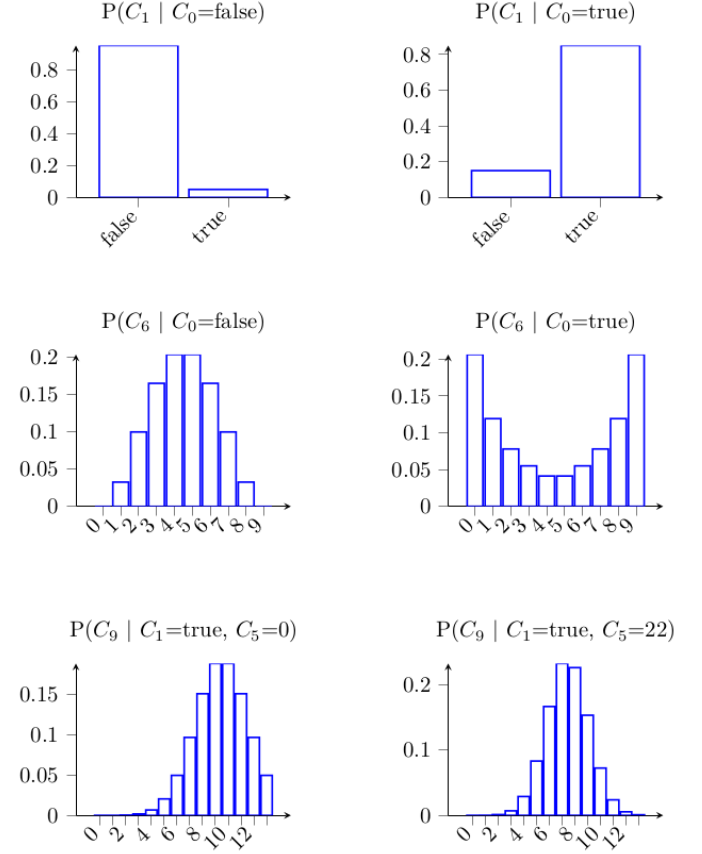 P(C₁ | C₀=false)
0.8
0.6
0.4
0.2
0
false
true
P(C₁ | C₀=true)
0.8
0.6
0.4
0.2
0
false
true
P(C₆ | C₀=false)
0.2
0.15
0.1
0.05
0
0 1 2 3 4 5 6 7 8 9
P(C₆ | C₀=true)
0.2
0.15
0.1
0.05
0
0 1 2 3 4 5 6 7 8 9
P(C₉ | C₁=true, C₅=0)
0.15
0.1
0.05
0
0 2 4 6 8 10 12
P(C₉ | C₁=true, C₅=22)
0.2
0.1
0
0 2 4 6 8 10 12